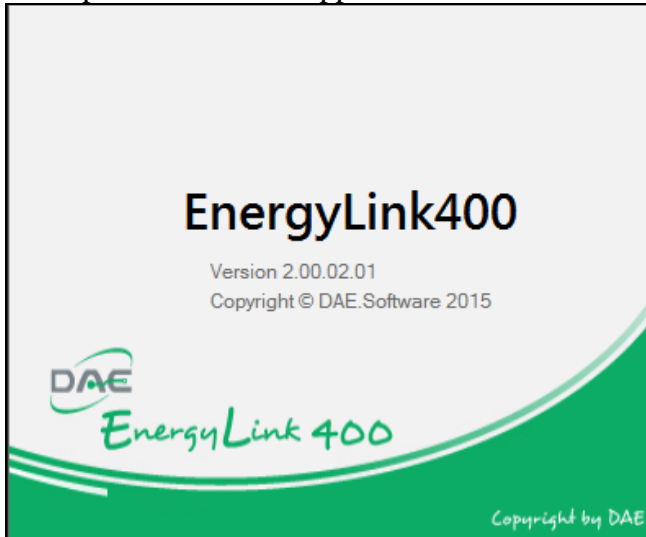 EnergyLink400
Version 2.00.02.01
Copyright © DAE.Software 2015
DAE
EnergyLink 400
Copyright by DAE